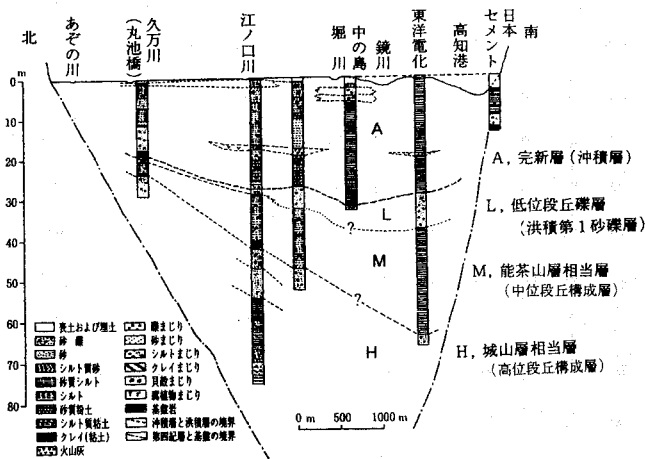 北
あぞの川
久万川
(丸池橋)
江ノ口川
堀川
中の島
鏡川
東洋電化
高知港
日本
セメント
南
m
0
10
20
30
40
50
60
70
80
A
L
?
M
?
H
A, 完新層(沖積層)
L, 低位段丘礫層
(洪積第1砂礫層)
M, 能茶山層相当層
(中位段丘構成層)
H, 城山層相当層
(高位段丘構成層)
0 m 500 1000 m
表土および埋土
砂礫
砂
シルト質砂
砂質シルト
シルト
砂質粘土
シルト質粘土
クレイ(粘土)
火山灰
礫まじり
砂まじり
シルトまじり
クレイまじり
貝殻まじり
腐植物まじり
基盤岩
沖積層と洪積層の境界
第四紀層と基盤の境界